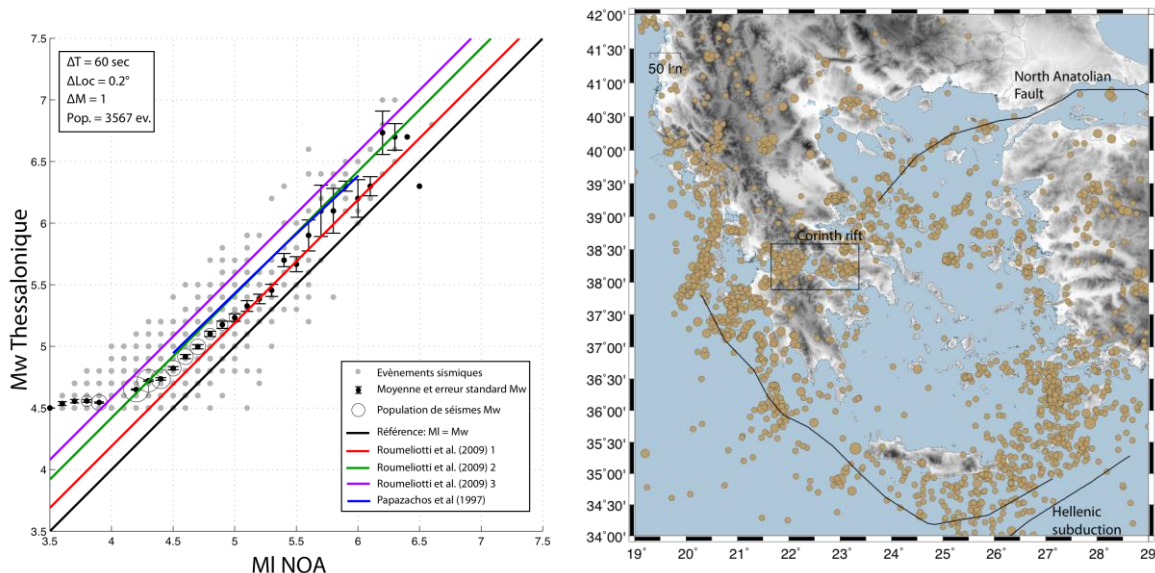 7.5
7
6.5
6
5.5
5
4.5
4
3.5
3.5
4
4.5
5
5.5
6
6.5
7
7.5
Mw Thessalonique
Ml NOA
ΔT = 60 sec
ΔLoc = 0.2°
ΔM = 1
Pop. = 3567 ev.
Evènements sismiques
Moyenne et erreur standard Mw
Population de séismes Mw
Référence: Ml = Mw
Roumeliotti et al. (2009) 1
Roumeliotti et al. (2009) 2
Roumeliotti et al. (2009) 3
Papazachos et al (1997)
42°00'
41°30'
41°00'
40°30'
40°00'
39°30'
39°00'
38°30'
38°00'
37°30'
37°00'
36°30'
36°00'
35°30'
35°00'
34°30'
34°00'
19°
20°
21°
22°
23°
24°
25°
26°
27°
28°
29
50 km
North Anatolian
Fault
Corinth rift
Hellenic
subduction